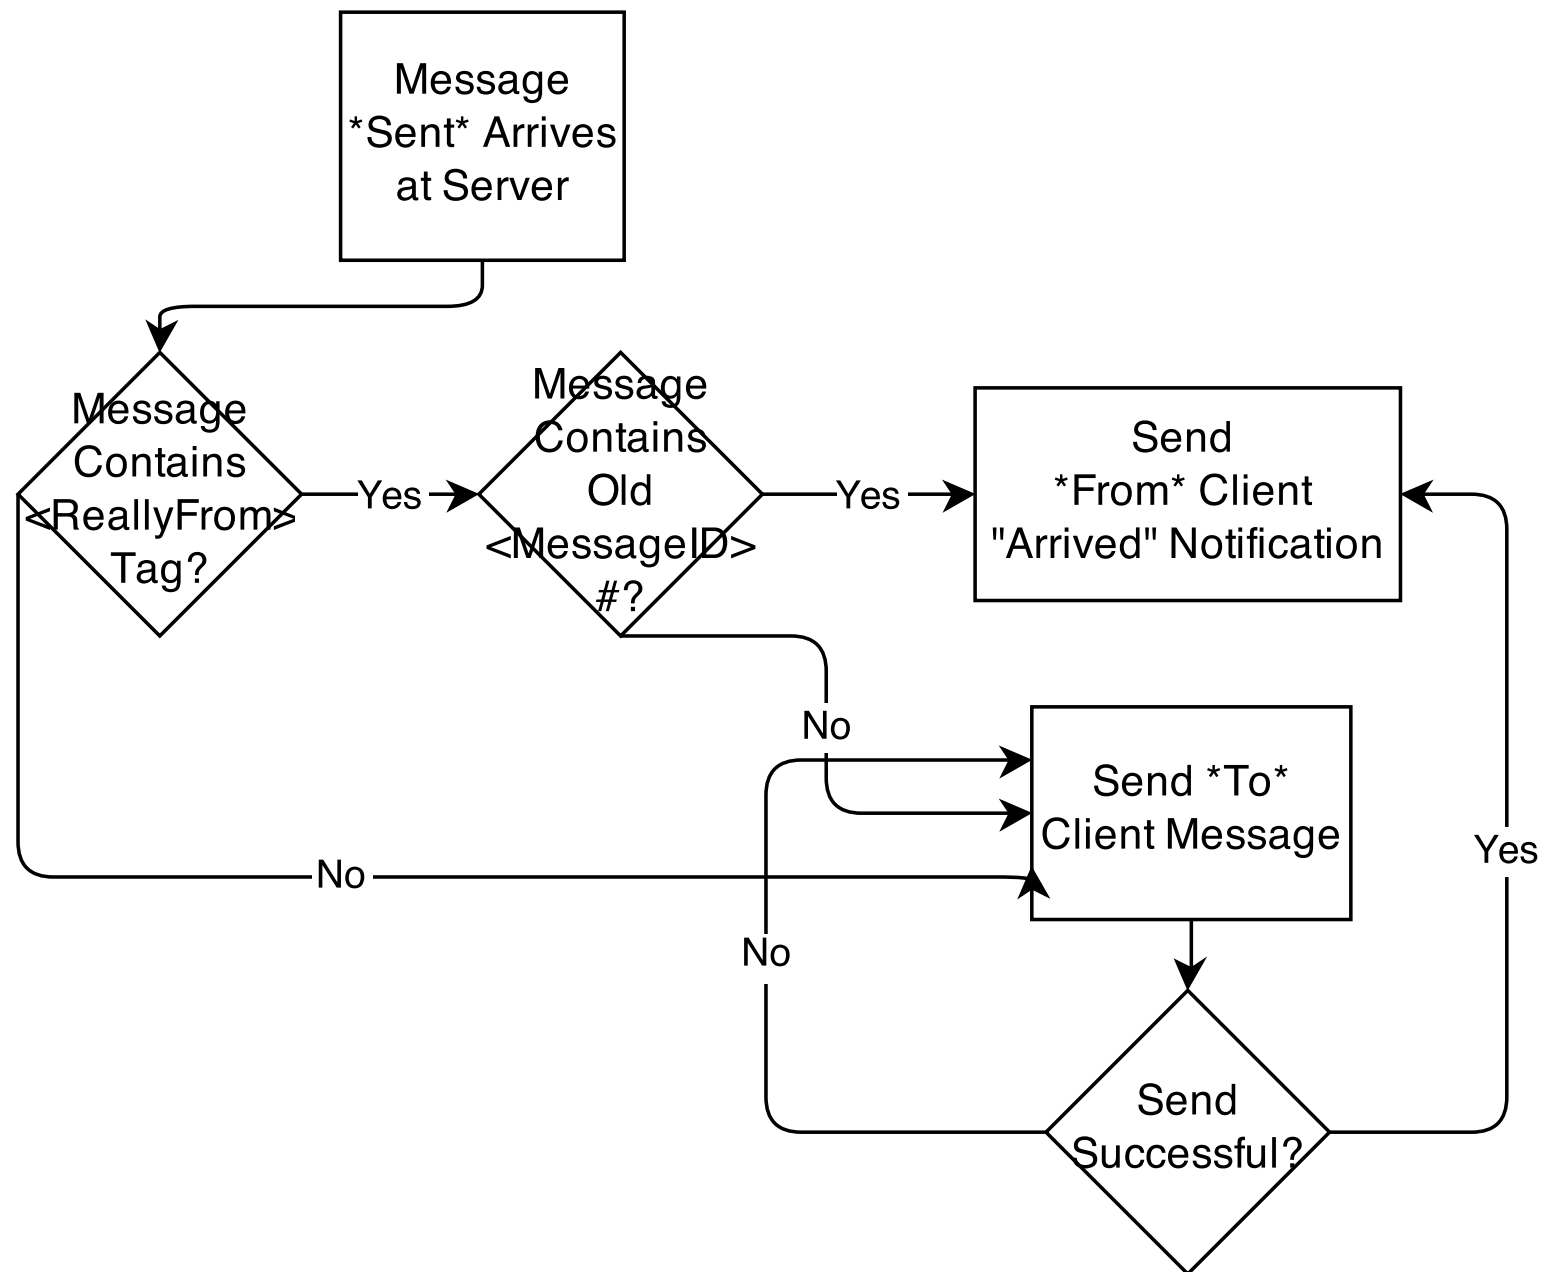 Message
*Sent* Arrives
at Server
Message
Contains
<ReallyFrom>
Tag?
Yes
Message
Contains
Old
<MessageID>
#?
Yes
Send
*From* Client
"Arrived" Notification
No
Send *To*
Client Message
Yes
No
No
Send
Successful?